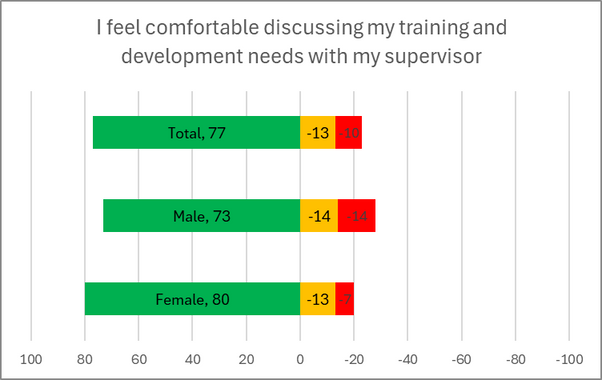 I feel comfortable discussing my training and
development needs with my supervisor
Total, 77 -13 -10
Male, 73 -14 -14
Female, 80 -13 -7
100 80 60 40 20 0 -20 -40 -60 -80 -100